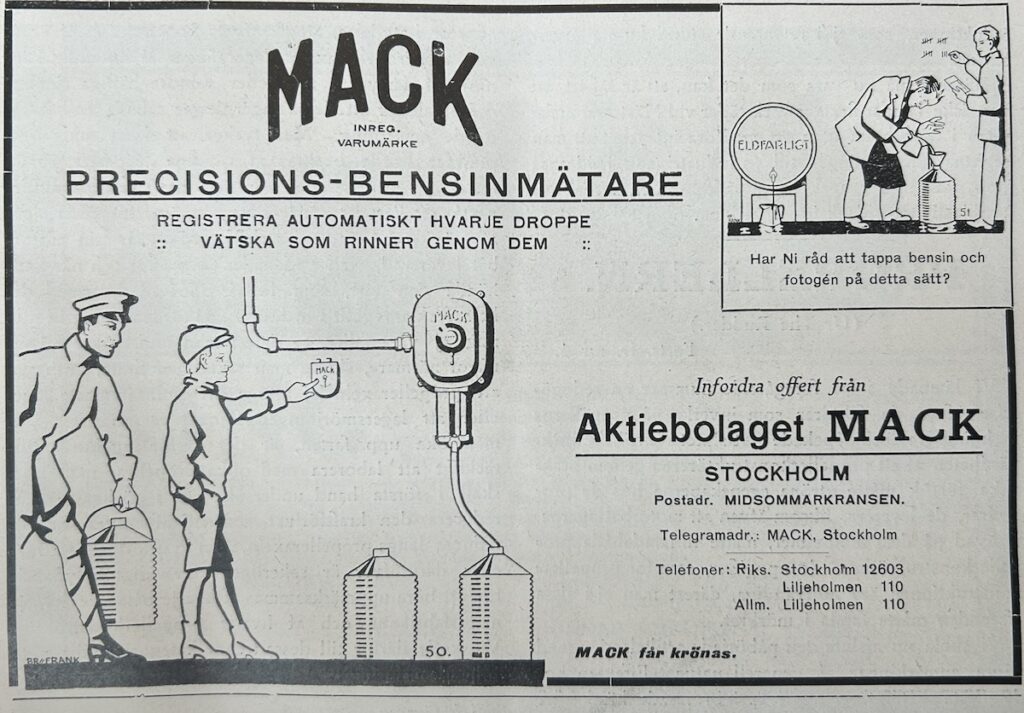 MACK
INREG.
VARUMÄRKE
PRECISIONS-BENSINMÄTARE
REGISTRERA AUTOMATISKT HVARJE DROPPE
:: VÄTSKA SOM RINNER GENOM DEM ::
ELDFARLIGT
51
Har Ni råd att tappa bensin och
fotogén på detta sätt?
MACK
MACK
50.
FRANK
Infordra offert från
Aktiebolaget MACK
STOCKHOLM
Postadr. MIDSOMMARKRANSEN.
Telegramadr.: MACK, Stockholm
Telefoner: Riks. Stockholm 12603
Liljeholmen 110
Allm. Liljeholmen 110
MACK får krönas.